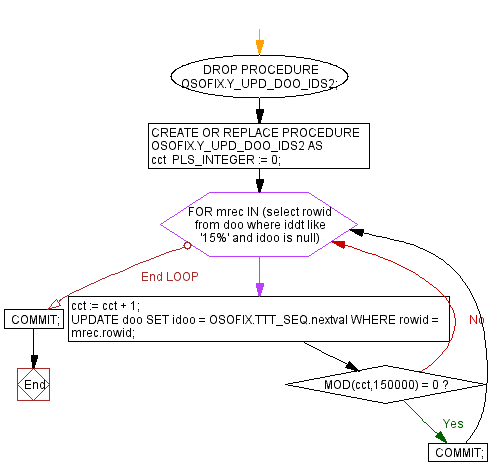 DROP PROCEDURE
OSOFIX.Y_UPD_DOO_IDS2;
CREATE OR REPLACE PROCEDURE
OSOFIX.Y_UPD_DOO_IDS2 AS
cct PLS_INTEGER := 0;
FOR mrec IN (select rowid
from doo where iddt like
'15%' and idoo is null)
End LOOP
cct := cct + 1;
UPDATE doo SET idoo = OSOFIX.TTT_SEQ.nextval WHERE rowid =
mrec.rowid;
COMMIT;
No
End
MOD(cct,150000) = 0 ?
Yes
COMMIT;